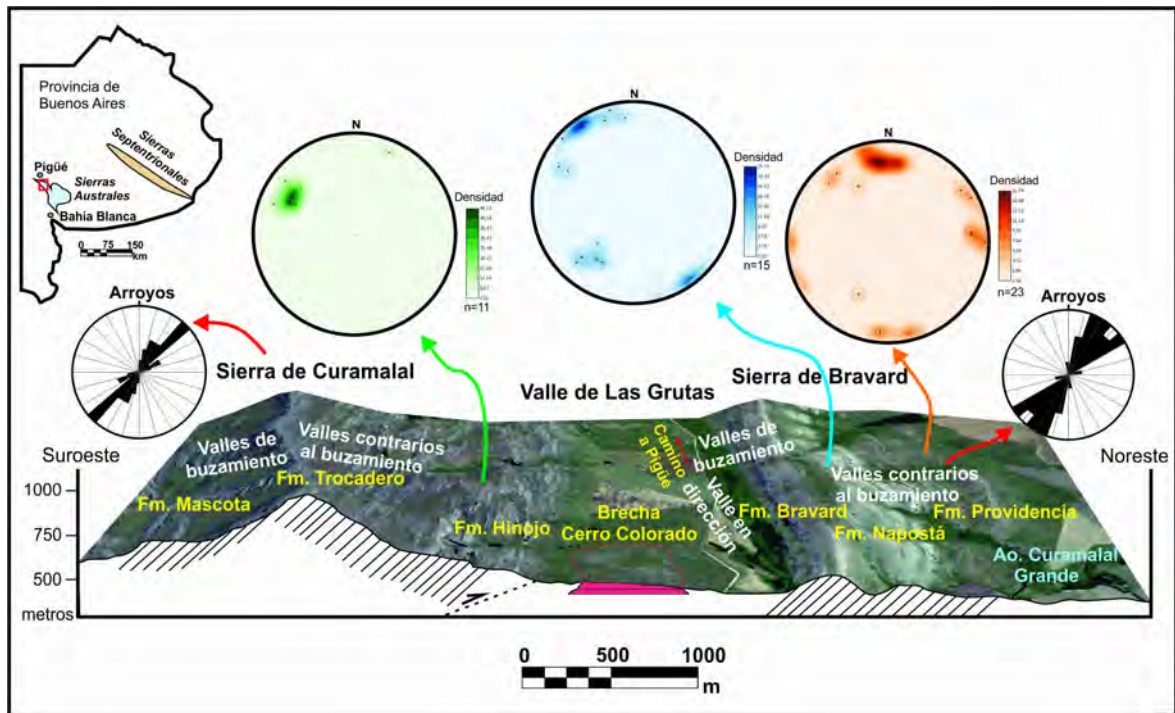 Provincia de
Buenos Aires
Sierras
Septentrionales
Pigüé
Sierras
Australes
Bahía Blanca
0 75 150
km
N
Densidad
n=11
N
Densidad
n=15
N
Densidad
n=23
Arroyos
Arroyos
Sierra de Curamalal
Valle de Las Grutas
Sierra de Bravard
Suroeste
Noreste
Valles de
buzamiento
Valles contrarios
al buzamiento
Camino
a Pigüé
Valles de
buzamiento
Valle en
dirección
Valles contrarios
al buzamiento
Fm. Mascota
Fm. Trocadero
Fm. Hinojo
Brecha
Cerro Colorado
Fm. Bravard
Fm. Napostá
Fm. Providencia
Ao. Curamalal
Grande
1000
750
500
metros
0 500 1000
m